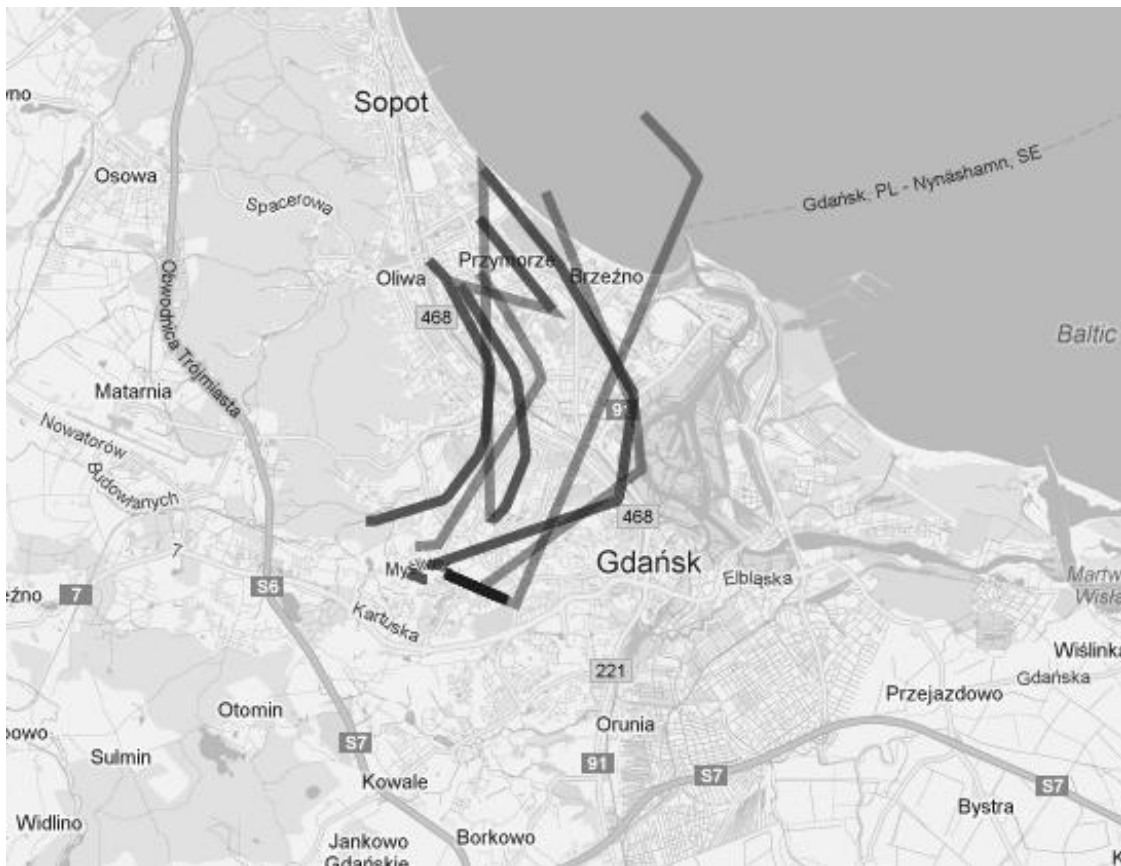 Sopot
Osowa
Spacerowa
Gdańsk, PL - Nynäshamn, SE
Przymorze
Oliwa
Brzeźno
468
Obwodnica Trójmiasta
Baltic
Matarnia
Nowatorów
Budowlanych
468
7
Gdańsk
Elbląska
S6
7
Kartuska
Wiślinka
221
Gdańska
Przejazdowo
Otomin
Orunia
S7
Sulmin
91
S7
Kowale
S7
Bystra
Widlino
Jankowo
Gdańskie
Borkowo